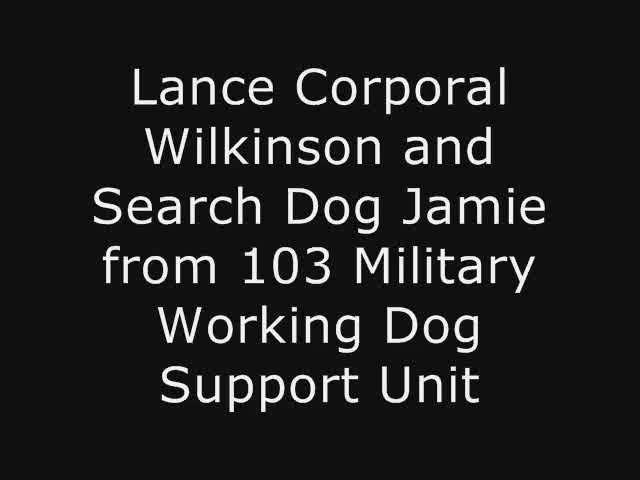 Lance Corporal
Wilkinson and
Search Dog Jamie
from 103 Military
Working Dog
Support Unit